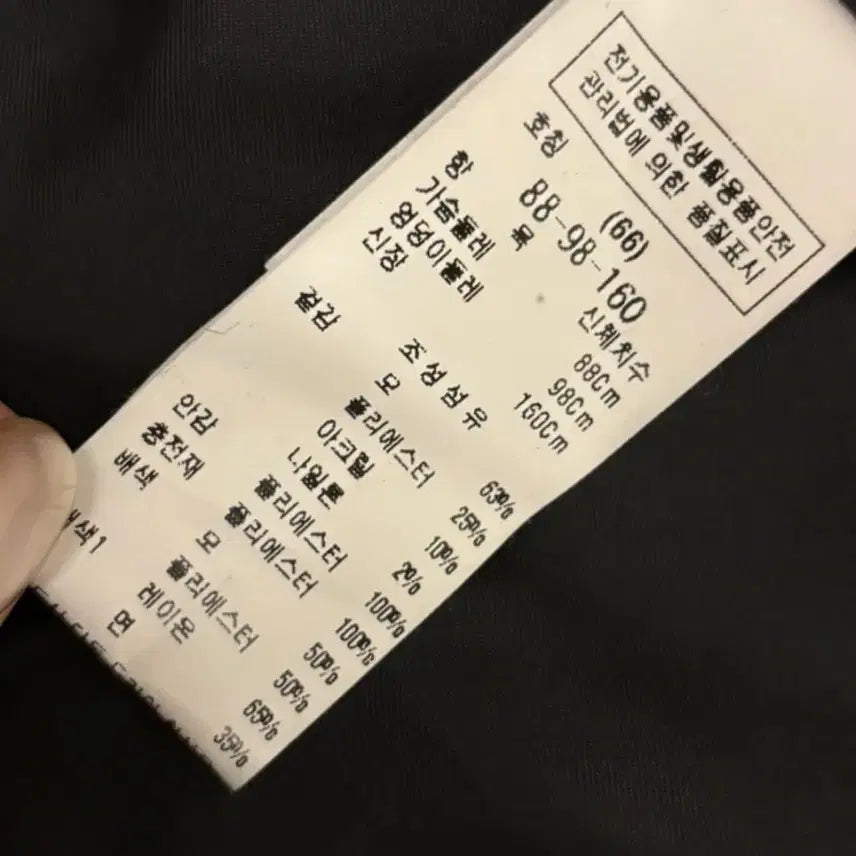 전기용품및생활용품안전
관리법에 의한 품질표시
호칭 (66)
88-98-160
항 목 신체치수
가슴둘레 88Cm
엉덩이둘레 98Cm
신장 160Cm
조성섬유
겉감 모 63%
폴리에스터 25%
아크릴 10%
나일론 2%
안감 폴리에스터 100%
충전재 폴리에스터 100%
배색 모 50%
폴리에스터 50%
배색1 레이온 65%
면 35%